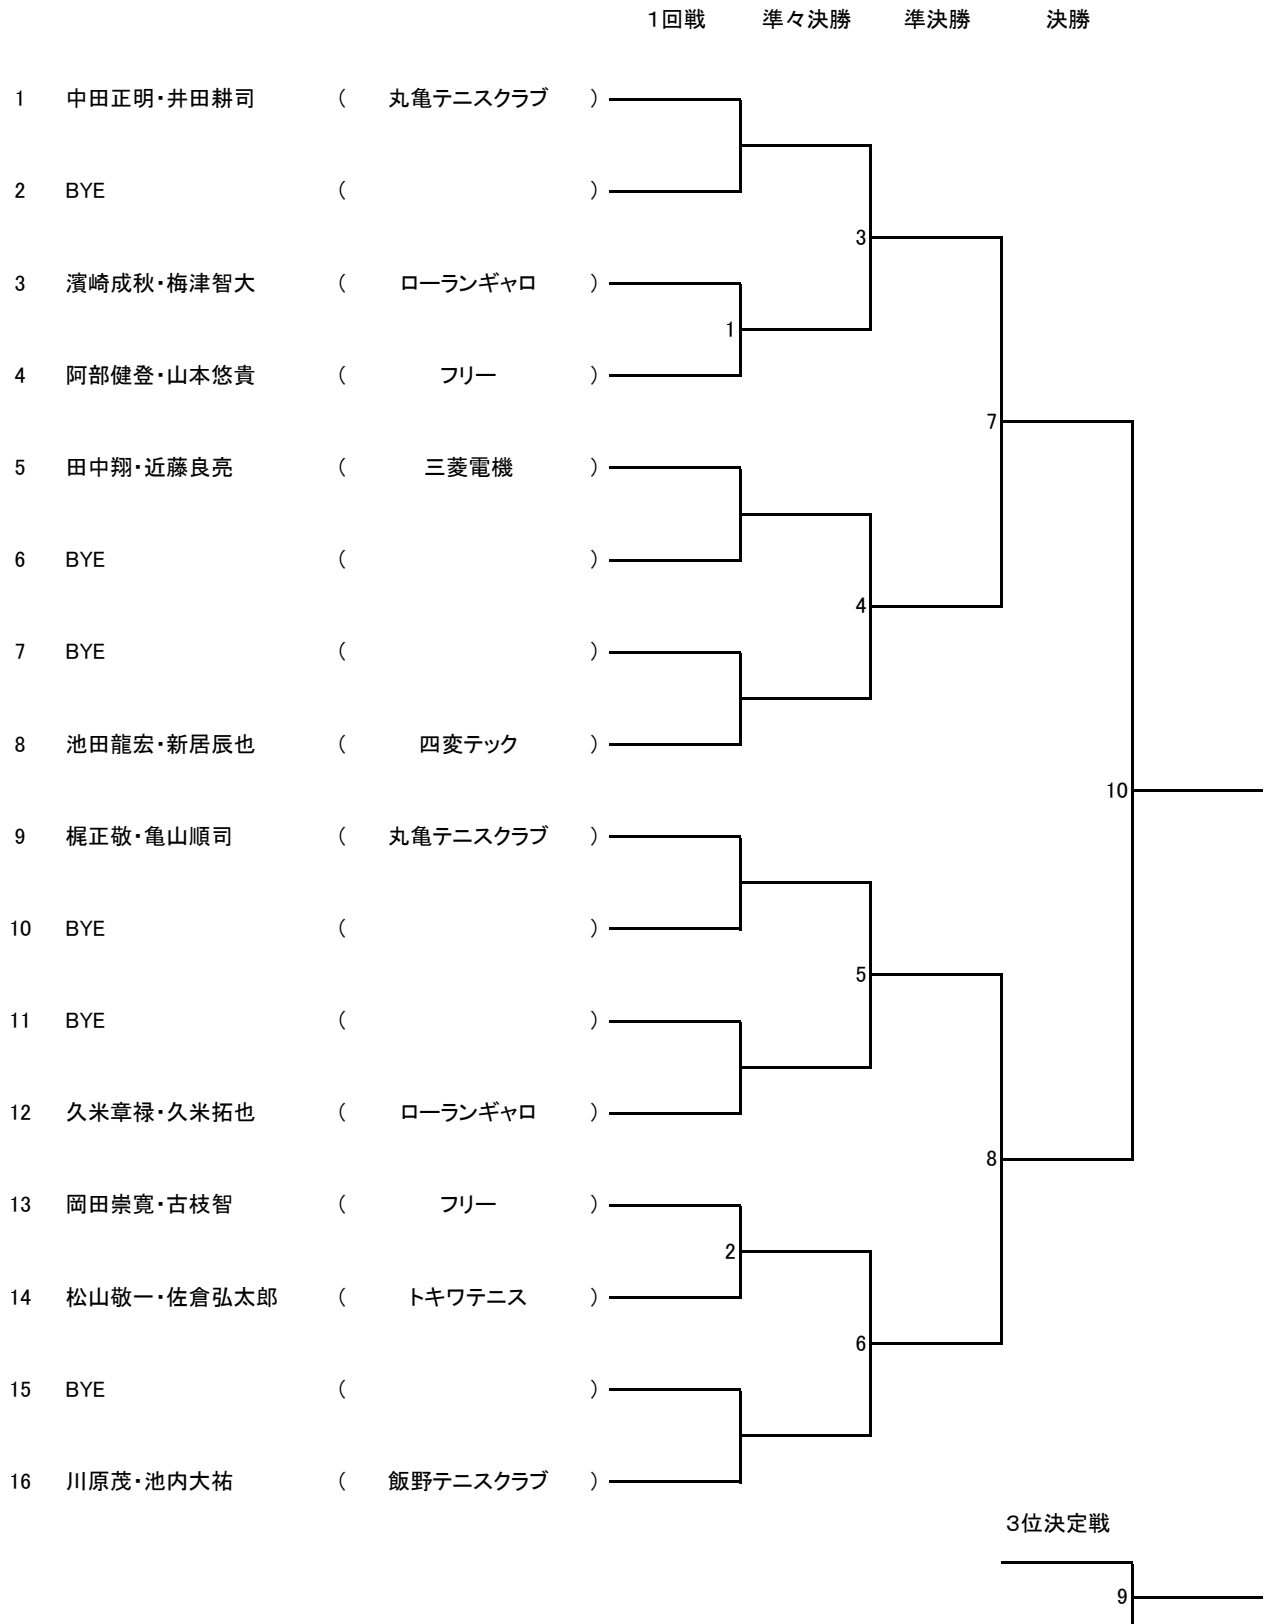 1回戦 準々決勝 準決勝 決勝
1 中田正明・井田耕司 ( 丸亀テニスクラブ )
2 BYE ( )
3
3 濱崎成秋・梅津智大 ( ローランギャロ )
1
4 阿部健登・山本悠貴 ( フリー )
7
5 田中翔・近藤良亮 ( 三菱電機 )
6 BYE ( )
4
7 BYE ( )
8 池田龍宏・新居辰也 ( 四変テック )
10
9 梶正敬・亀山順司 ( 丸亀テニスクラブ )
10 BYE ( )
5
11 BYE ( )
12 久米章禄・久米拓也 ( ローランギャロ )
8
13 岡田崇寛・古枝智 ( フリー )
2
14 松山敬一・佐倉弘太郎 ( トキワテニス )
6
15 BYE ( )
16 川原茂・池内大祐 ( 飯野テニスクラブ )
3位決定戦
9